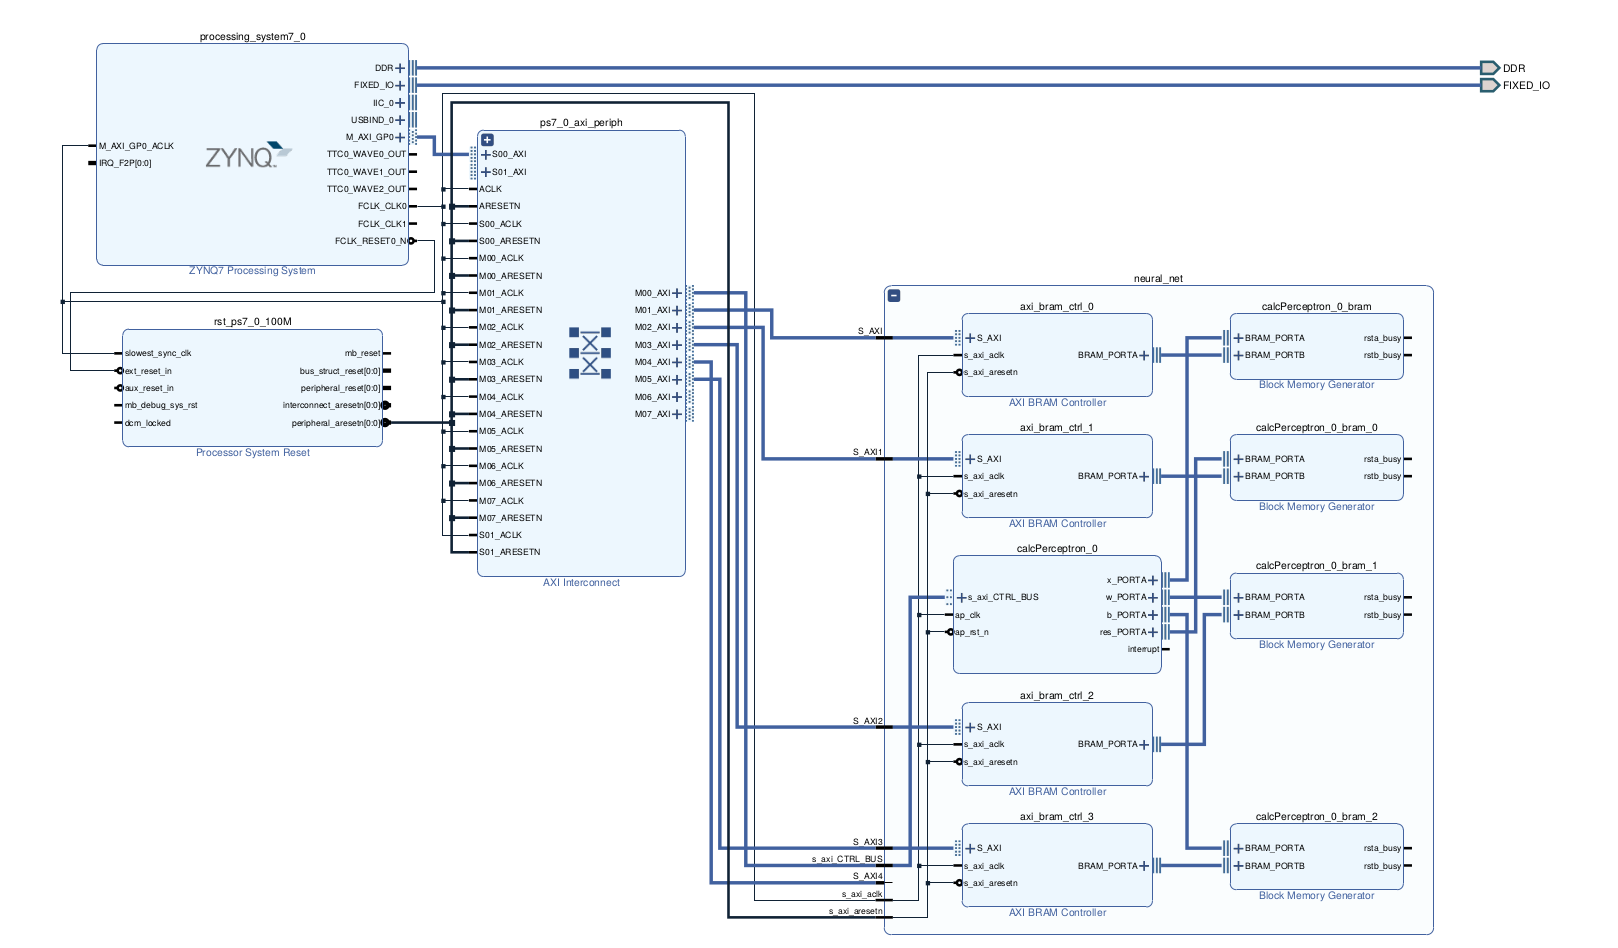 processing_system7_0
DDR
FIXED_IO
IIC_0
USBIND_0
M_AXI_GP0
TTC0_WAVE0_OUT
TTC0_WAVE1_OUT
TTC0_WAVE2_OUT
FCLK_CLK0
FCLK_CLK1
FCLK_RESET0_N
M_AXI_GP0_ACLK
IRQ_F2P[0:0]
ZYNQ
ZYNQ7 Processing System
DDR
FIXED_IO
rst_ps7_0_100M
slowest_sync_clk
ext_reset_in
aux_reset_in
mb_debug_sys_rst
dcm_locked
mb_reset
bus_struct_reset[0:0]
peripheral_reset[0:0]
interconnect_aresetn[0:0]
peripheral_aresetn[0:0]
Processor System Reset
ps7_0_axi_periph
S00_AXI
S01_AXI
ACLK
ARESETN
S00_ACLK
S00_ARESETN
M00_ACLK
M00_ARESETN
M01_ACLK
M01_ARESETN
M02_ACLK
M02_ARESETN
M03_ACLK
M03_ARESETN
M04_ACLK
M04_ARESETN
M05_ACLK
M05_ARESETN
M06_ACLK
M06_ARESETN
M07_ACLK
M07_ARESETN
S01_ACLK
S01_ARESETN
M00_AXI
M01_AXI
M02_AXI
M03_AXI
M04_AXI
M05_AXI
M06_AXI
M07_AXI
AXI Interconnect
neural_net
S_AXI
S_AXI1
S_AXI2
S_AXI3
s_axi_CTRL_BUS
S_AXI4
s_axi_aclk
s_axi_aresetn
axi_bram_ctrl_0
S_AXI
s_axi_aclk
s_axi_aresetn
BRAM_PORTA
AXI BRAM Controller
calcPerceptron_0_bram
BRAM_PORTA
BRAM_PORTB
rsta_busy
rstb_busy
Block Memory Generator
axi_bram_ctrl_1
S_AXI
s_axi_aclk
s_axi_aresetn
BRAM_PORTA
AXI BRAM Controller
calcPerceptron_0_bram_0
BRAM_PORTA
BRAM_PORTB
rsta_busy
rstb_busy
Block Memory Generator
calcPerceptron_0
s_axi_CTRL_BUS
ap_clk
ap_rst_n
x_PORTA
w_PORTA
b_PORTA
res_PORTA
interrupt
calcPerceptron_0_bram_1
BRAM_PORTA
BRAM_PORTB
rsta_busy
rstb_busy
Block Memory Generator
axi_bram_ctrl_2
S_AXI
s_axi_aclk
s_axi_aresetn
BRAM_PORTA
AXI BRAM Controller
axi_bram_ctrl_3
S_AXI
s_axi_aclk
s_axi_aresetn
BRAM_PORTA
AXI BRAM Controller
calcPerceptron_0_bram_2
BRAM_PORTA
BRAM_PORTB
rsta_busy
rstb_busy
Block Memory Generator